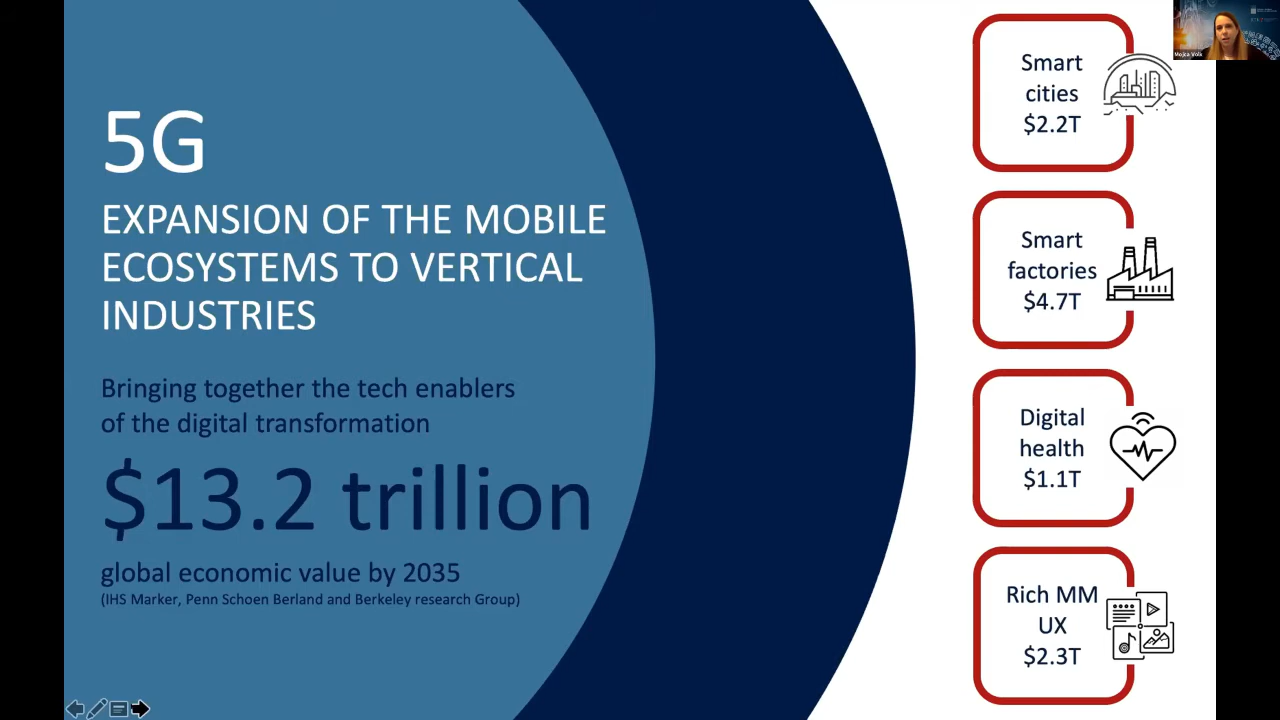 5G
EXPANSION OF THE MOBILE
ECOSYSTEMS TO VERTICAL
INDUSTRIES
Bringing together the tech enablers
of the digital transformation
$13.2 trillion
global economic value by 2035
(IHS Marker, Penn Schoen Berland and Berkeley research Group)
Smart
cities
$2.2T
Smart
factories
$4.7T
Digital
health
$1.1T
Rich MM
UX
$2.3T
Mojca Volk